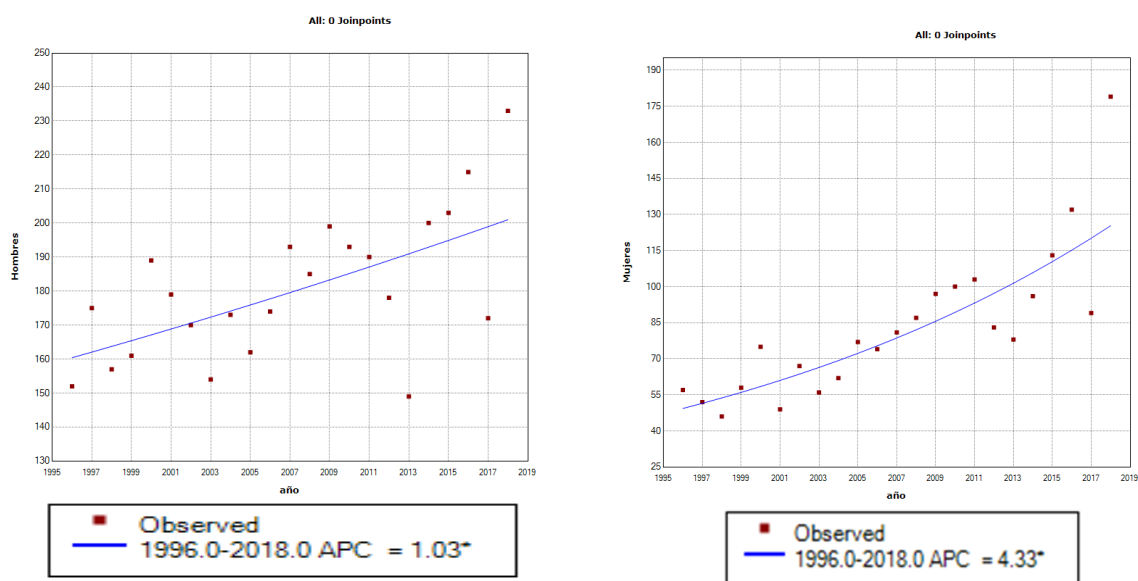 All: 0 Joinpoints
250
240
230
220
210
200
190
180
170
160
150
140
130
Hombres
1995 1997 1999 2001 2003 2005 2007 2009 2011 2013 2015 2017 2019
año
Observed
1996.0-2018.0 APC = 1.03*
All: 0 Joinpoints
190
175
160
145
130
115
100
85
70
55
40
25
Mujeres
1995 1997 1999 2001 2003 2005 2007 2009 2011 2013 2015 2017 2019
año
Observed
1996.0-2018.0 APC = 4.33*